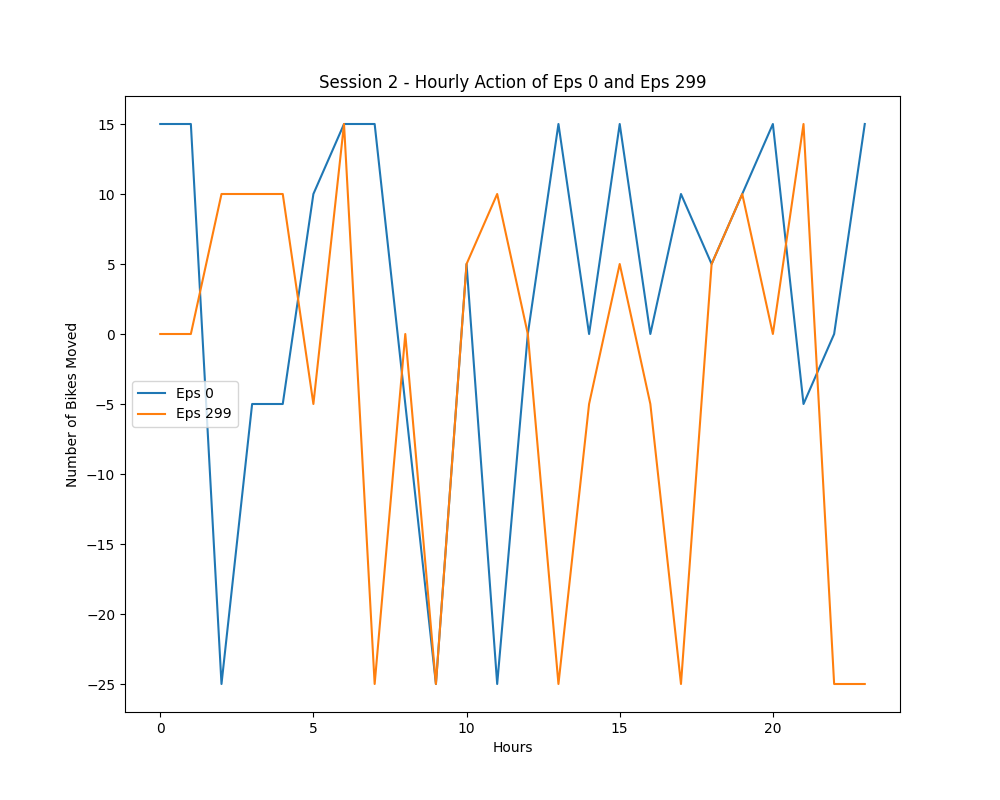 Session 2 - Hourly Action of Eps 0 and Eps 299
Number of Bikes Moved
15
10
5
0
−5
−10
−15
−20
−25
Eps 0
Eps 299
0 5 10 15 20
Hours